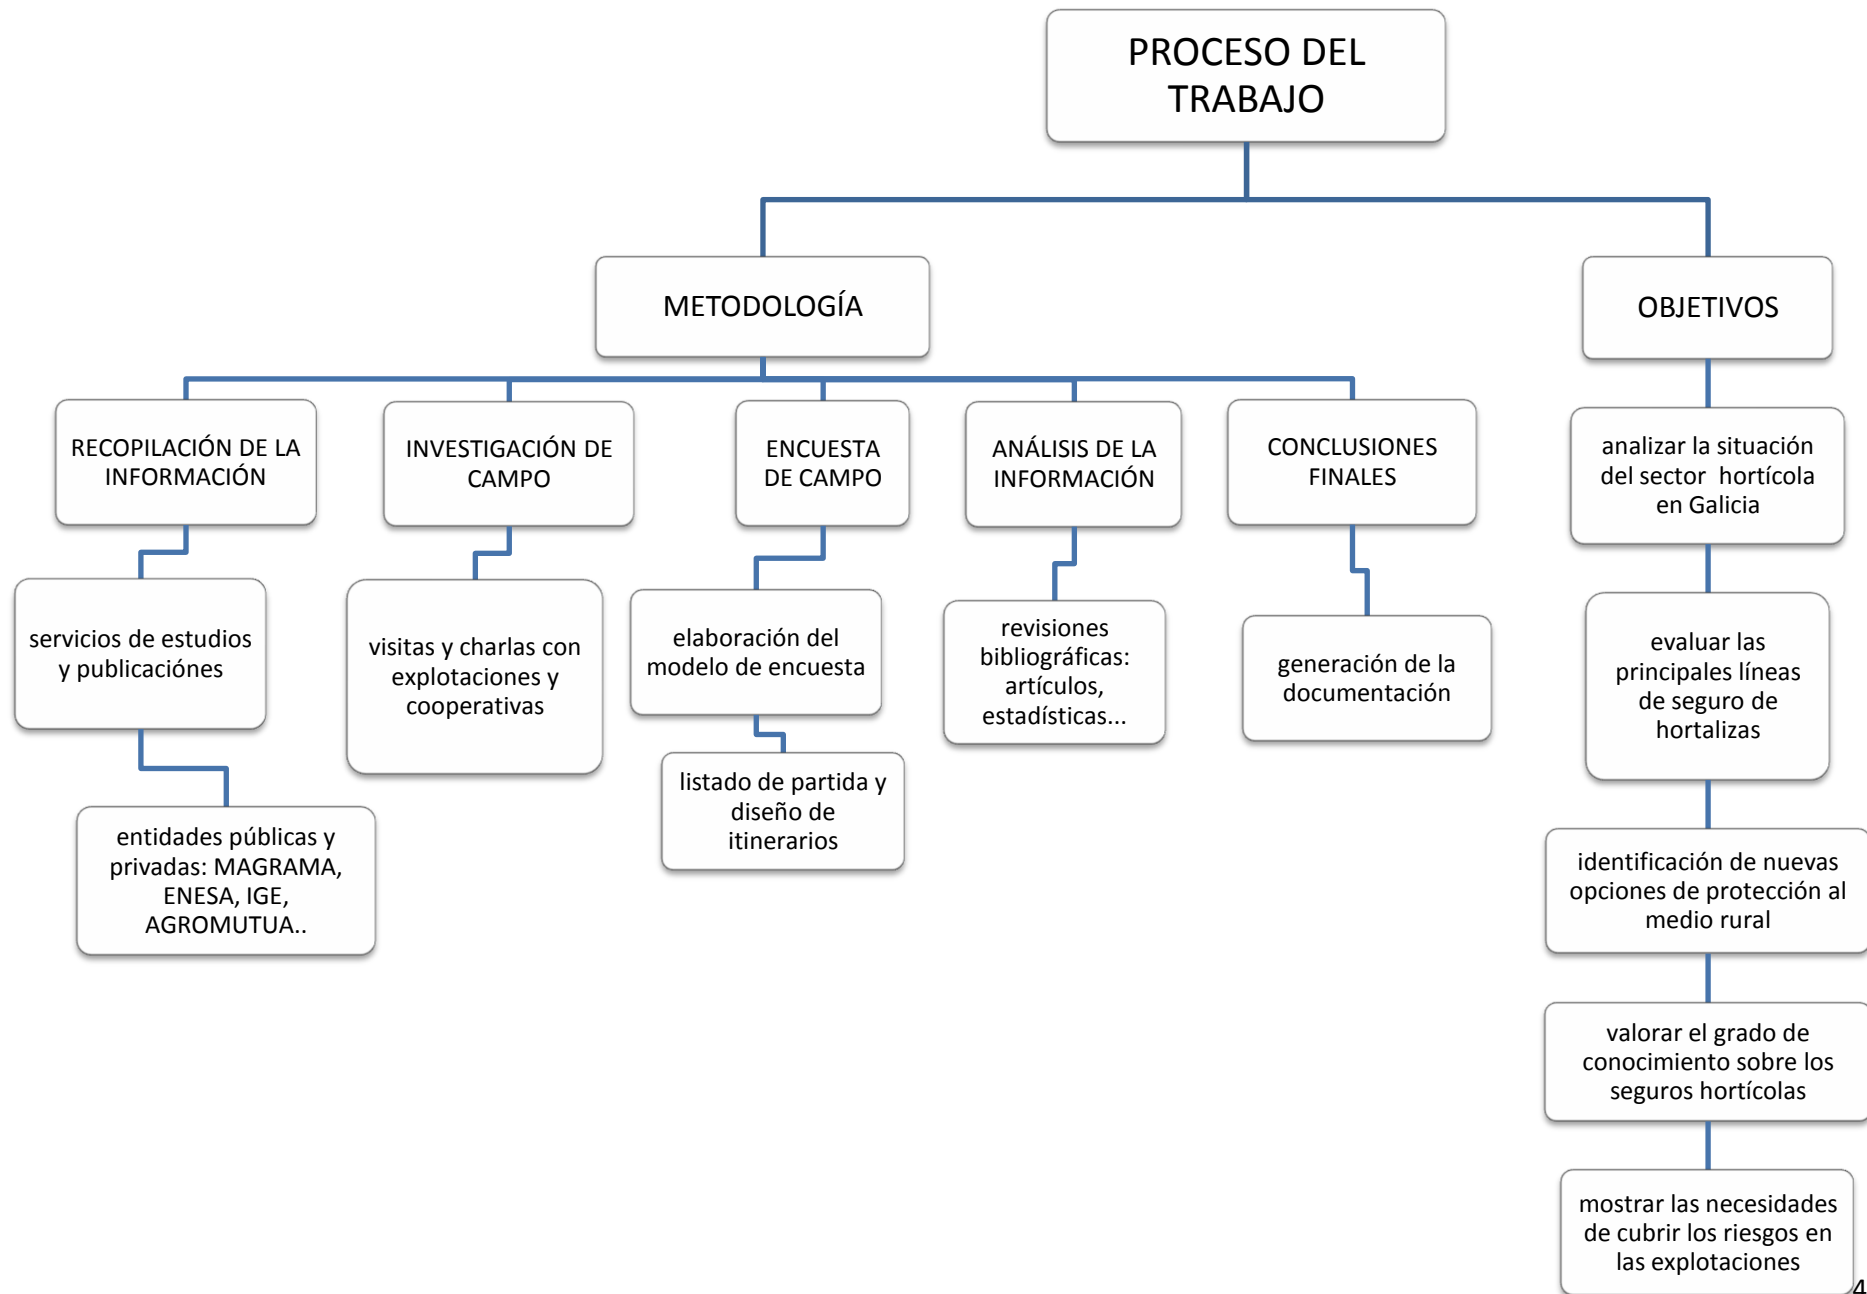 PROCESO DEL
TRABAJO
METODOLOGÍA
OBJETIVOS
RECOPILACIÓN DE LA
INFORMACIÓN
INVESTIGACIÓN DE
CAMPO
ENCUESTA
DE CAMPO
ANÁLISIS DE LA
INFORMACIÓN
CONCLUSIONES
FINALES
servicios de estudios
y publicaciónes
entidades públicas y
privadas: MAGRAMA,
ENESA, IGE,
AGROMUTUA..
visitas y charlas con
explotaciones y
cooperativas
elaboración del
modelo de encuesta
listado de partida y
diseño de
itinerarios
revisiones
bibliográficas:
artículos,
estadísticas...
generación de la
documentación
analizar la situación
del sector hortícola
en Galicia
evaluar las
principales líneas
de seguro de
hortalizas
identificación de nuevas
opciones de protección al
medio rural
valorar el grado de
conocimiento sobre los
seguros hortícolas
mostrar las necesidades
de cubrir los riesgos en
las explotaciones
4